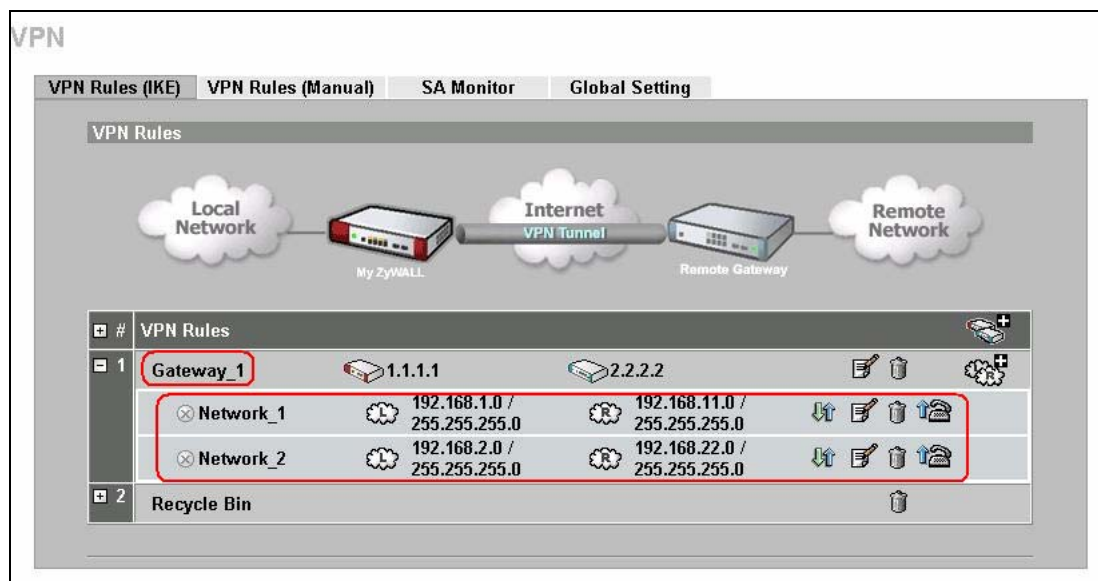 VPN
VPN Rules (IKE) VPN Rules (Manual) SA Monitor Global Setting
VPN Rules
Local
Network
Internet
VPN Tunnel
Remote
Network
My ZyWALL
Remote Gateway
# VPN Rules
1 Gateway_1 1.1.1.1 2.2.2.2
R
Network_1 L 192.168.1.0 / 255.255.255.0 R 192.168.11.0 / 255.255.255.0
Network_2 L 192.168.2.0 / 255.255.255.0 R 192.168.22.0 / 255.255.255.0
2 Recycle Bin